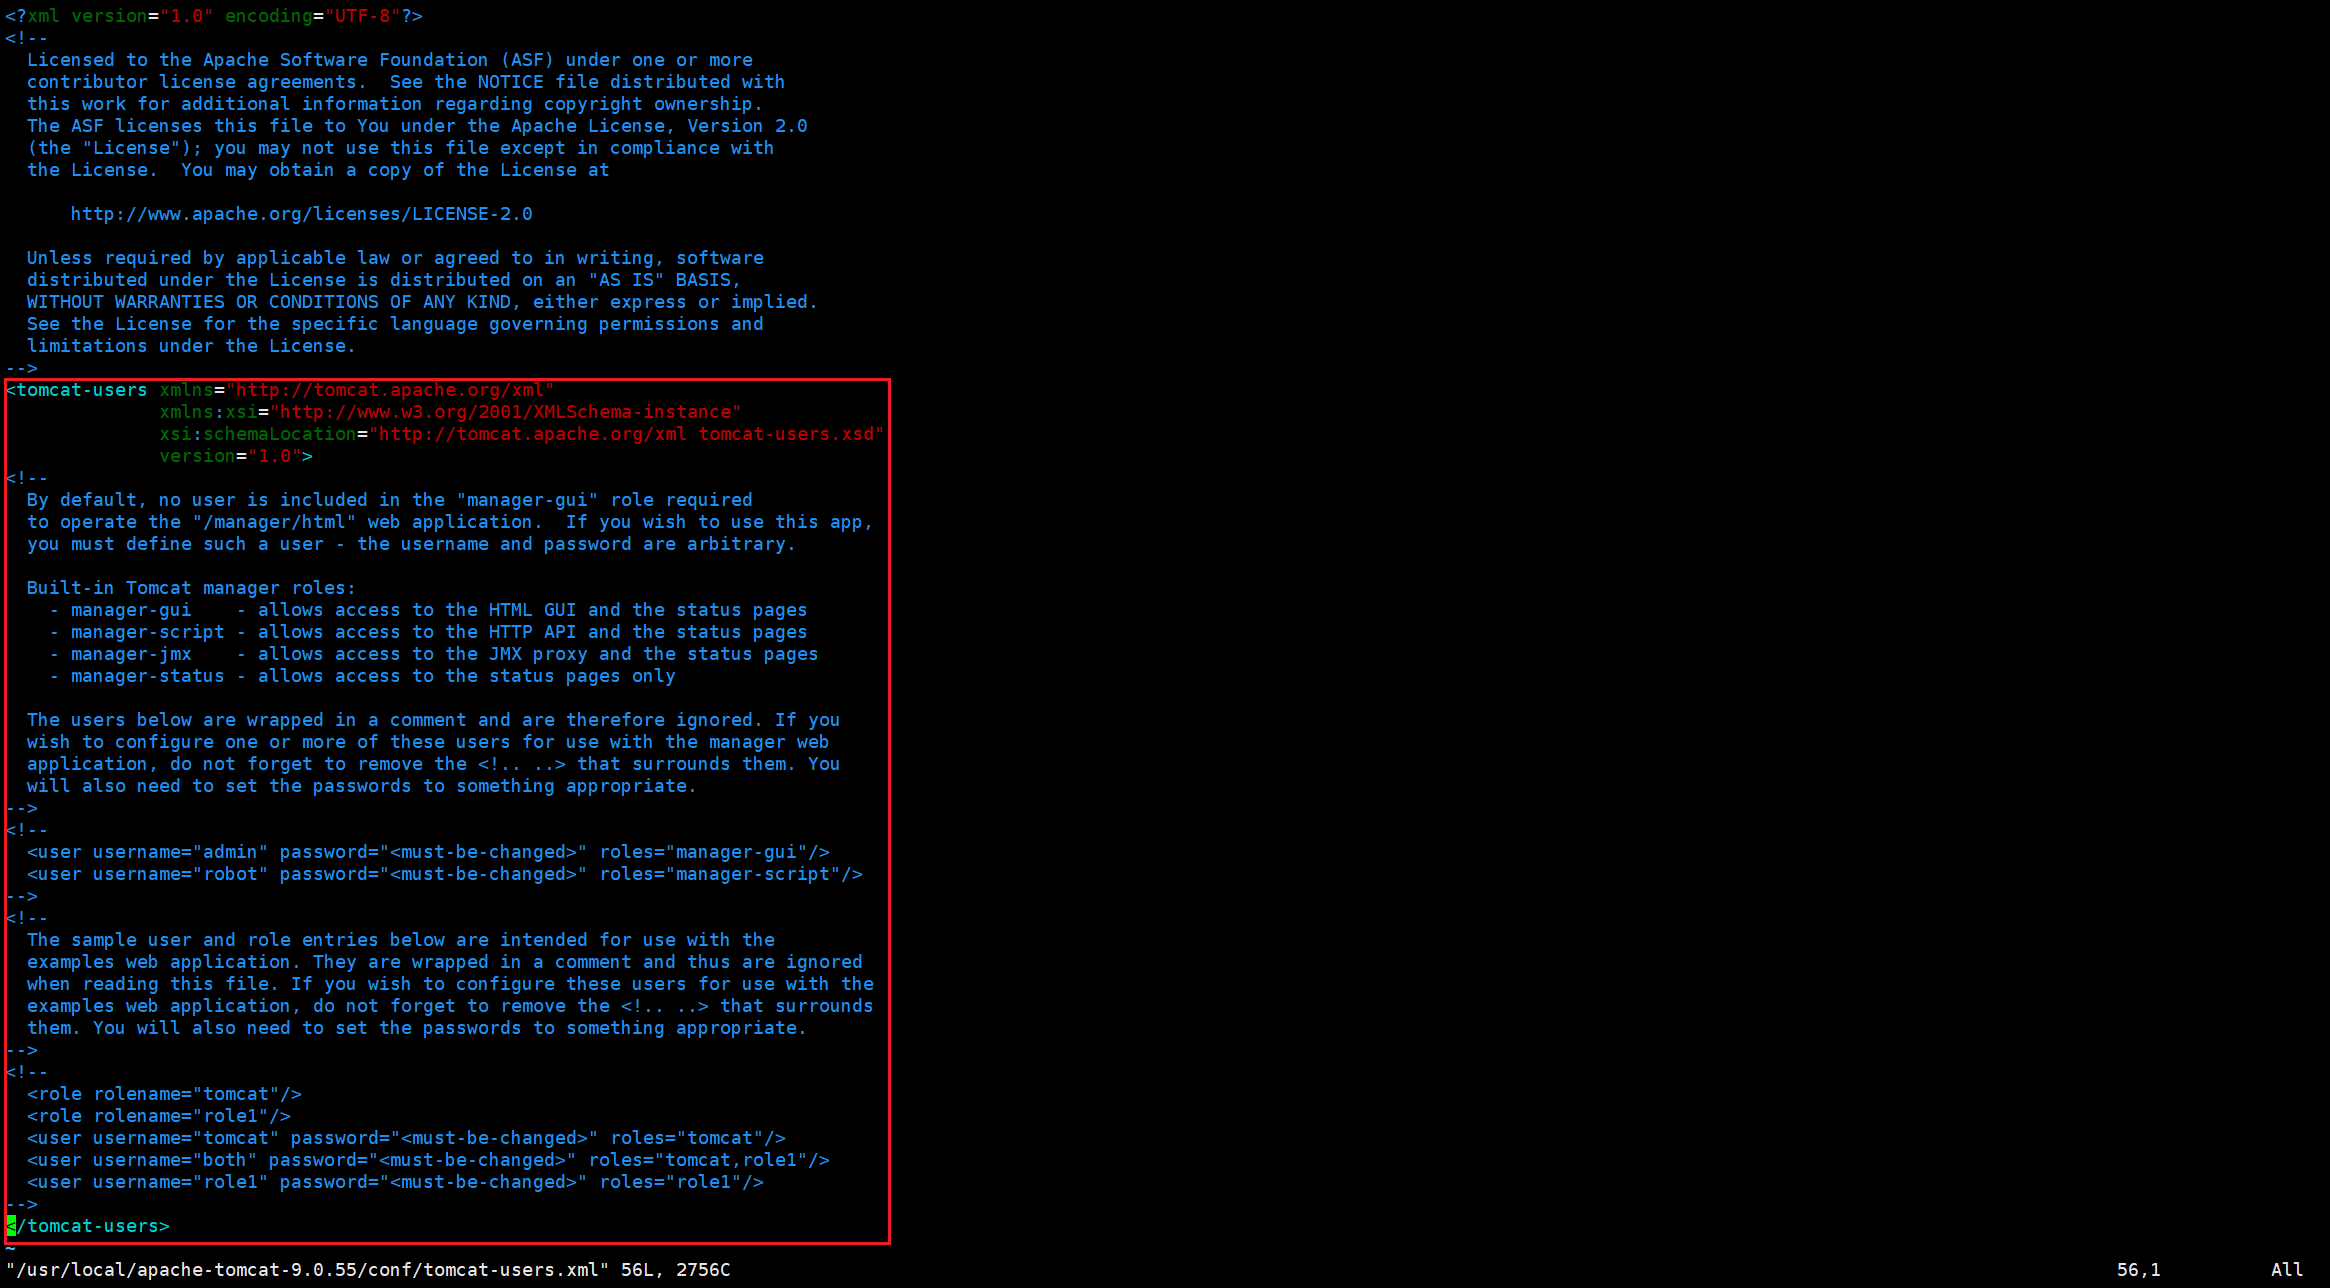 <?xml version="1.0" encoding="UTF-8"?>
<!--
  Licensed to the Apache Software Foundation (ASF) under one or more
  contributor license agreements.  See the NOTICE file distributed with
  this work for additional information regarding copyright ownership.
  The ASF licenses this file to You under the Apache License, Version 2.0
  (the "License"); you may not use this file except in compliance with
  the License.  You may obtain a copy of the License at

      http://www.apache.org/licenses/LICENSE-2.0

  Unless required by applicable law or agreed to in writing, software
  distributed under the License is distributed on an "AS IS" BASIS,
  WITHOUT WARRANTIES OR CONDITIONS OF ANY KIND, either express or implied.
  See the License for the specific language governing permissions and
  limitations under the License.
-->
<tomcat-users xmlns="http://tomcat.apache.org/xml"
              xmlns:xsi="http://www.w3.org/2001/XMLSchema-instance"
              xsi:schemaLocation="http://tomcat.apache.org/xml tomcat-users.xsd"
              version="1.0">
<!--
  By default, no user is included in the "manager-gui" role required
  to operate the "/manager/html" web application.  If you wish to use this app,
  you must define such a user - the username and password are arbitrary.

  Built-in Tomcat manager roles:
    - manager-gui    - allows access to the HTML GUI and the status pages
    - manager-script - allows access to the HTTP API and the status pages
    - manager-jmx    - allows access to the JMX proxy and the status pages
    - manager-status - allows access to the status pages only

  The users below are wrapped in a comment and are therefore ignored. If you
  wish to configure one or more of these users for use with the manager web
  application, do not forget to remove the <!.. ..> that surrounds them. You
  will also need to set the passwords to something appropriate.
-->
<!--
  <user username="admin" password="<must-be-changed>" roles="manager-gui"/>
  <user username="robot" password="<must-be-changed>" roles="manager-script"/>
-->
<!--
  The sample user and role entries below are intended for use with the
  examples web application. They are wrapped in a comment and thus are ignored
  when reading this file. If you wish to configure these users for use with the
  examples web application, do not forget to remove the <!.. ..> that surrounds
  them. You will also need to set the passwords to something appropriate.
-->
<!--
  <role rolename="tomcat"/>
  <role rolename="role1"/>
  <user username="tomcat" password="<must-be-changed>" roles="tomcat"/>
  <user username="both" password="<must-be-changed>" roles="tomcat,role1"/>
  <user username="role1" password="<must-be-changed>" roles="role1"/>
-->
</tomcat-users>
~
"/usr/local/apache-tomcat-9.0.55/conf/tomcat-users.xml" 56L, 2756C 56,1 All